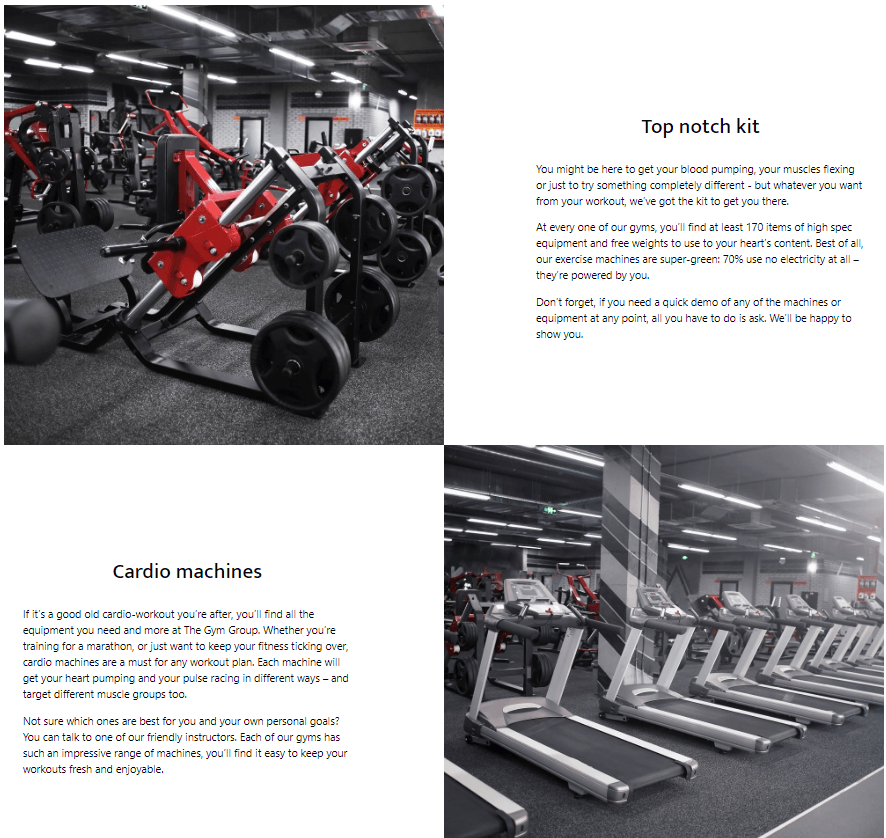 Top notch kit
You might be here to get your blood pumping, your muscles flexing
or just to try something completely different - but whatever you want
from your workout, we've got the kit to get you there.
At every one of our gyms, you'll find at least 170 items of high spec
equipment and free weights to use to your heart's content. Best of all,
our exercise machines are super-green: 70% use no electricity at all –
they're powered by you.
Don't forget, if you need a quick demo of any of the machines or
equipment at any point, all you have to do is ask. We'll be happy to
show you.
Cardio machines
If it's a good old cardio-workout you're after, you'll find all the
equipment you need and more at The Gym Group. Whether you're
training for a marathon, or just want to keep your fitness ticking over,
cardio machines are a must for any workout plan. Each machine will
get your heart pumping and your pulse racing in different ways – and
target different muscle groups too.
Not sure which ones are best for you and your own personal goals?
You can talk to one of our friendly instructors. Each of our gyms has
such an impressive range of machines, you'll find it easy to keep your
workouts fresh and enjoyable.